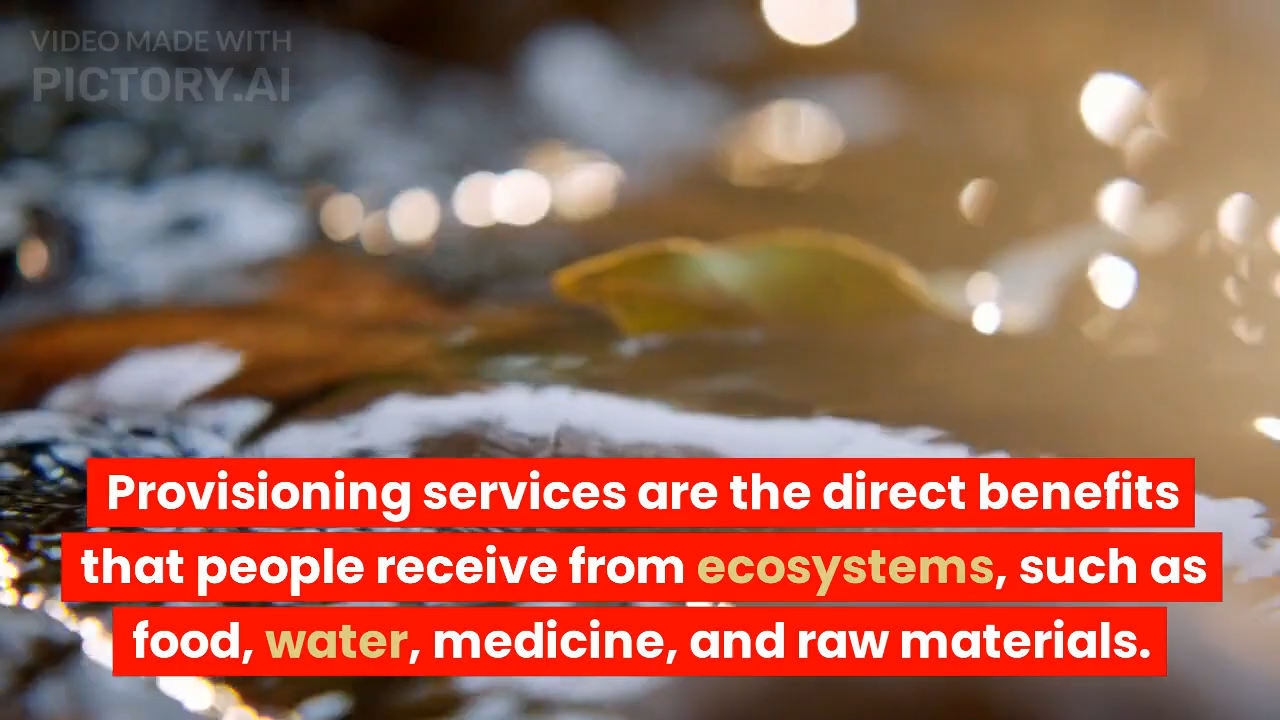 VIDEO MADE WITH
PICTORY.AI
Provisioning services are the direct benefits
that people receive from ecosystems, such as
food, water, medicine, and raw materials.